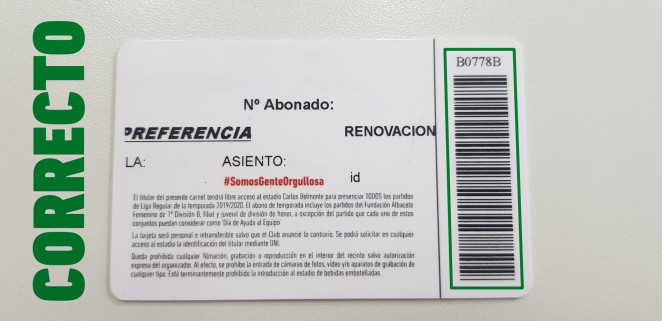 CORRECTO
B0778B
Nº Abonado:
PREFERENCIA
RENOVACION
LA:
ASIENTO:
#SomosGenteOrgullosa
id
El titular del presente carnet tendrá libre acceso al estadio Carlos Belmonte para presenciar TODOS los partidos
de Liga Regular de la temporada 2019/2020. El abono de temporada incluye los partidos del Fundación Albacete
Femenino de 1ª División B, filial y juvenil de división de honor, a excepción del partido que cada uno de estos
conjuntos puedan considerar como 'Día de Ayuda al Equipo'
La tarjeta será personal e intransferible salvo que el Club anuncie lo contrario. Se podrá solicitar en cualquier
acceso al estadio la identificación del titular mediante DNI.
Queda prohibida cualquier filmación, grabación o reproducción en el interior del recinto salvo autorización
expresa del organizador. Al efecto, se prohíbe la entrada de cámaras de fotos, video y/o aparatos de grabación de
cualquier tipo. Está terminantemente prohibido la introducción al estadio de bebidas embotelladas.